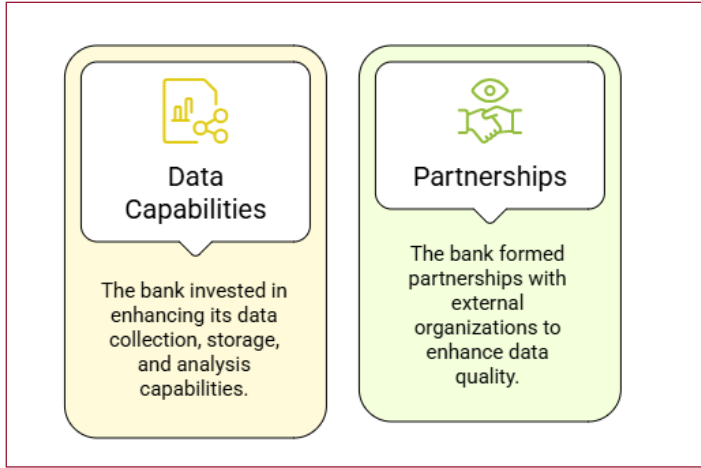 Data
Capabilities
The bank invested in
enhancing its data
collection, storage,
and analysis
capabilities.
Partnerships
The bank formed
partnerships with
external
organizations to
enhance data
quality.